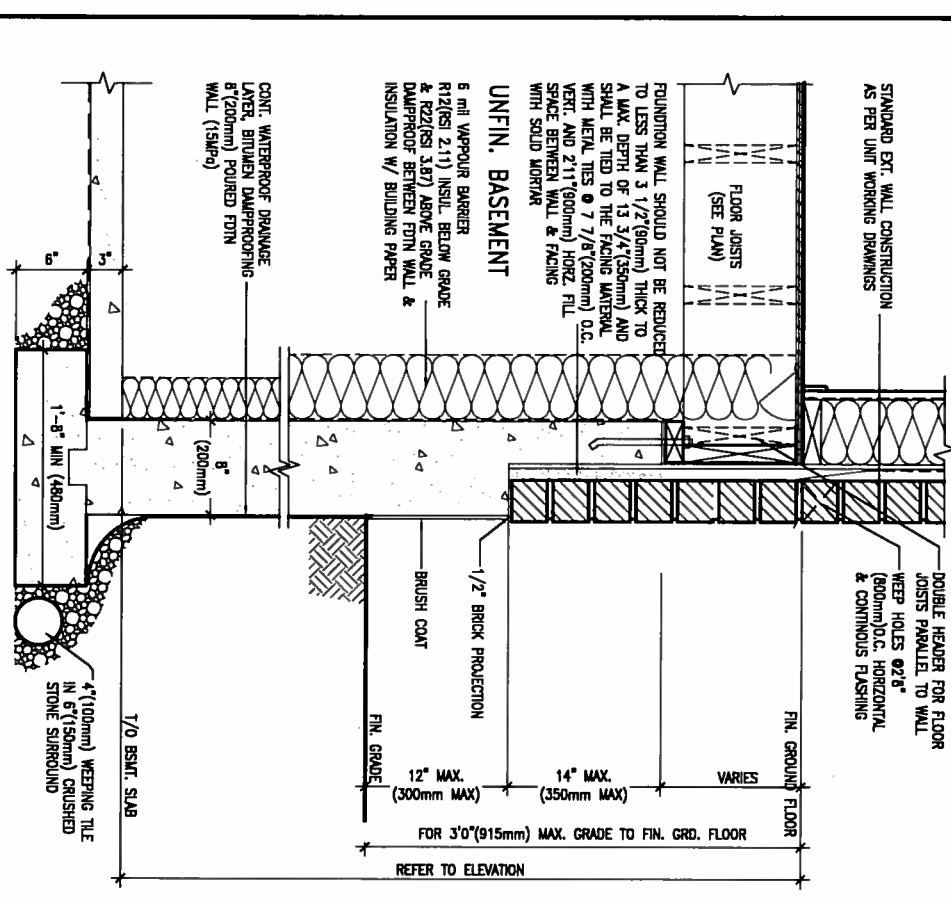 STANDARD EXT. WALL CONSTRUCTION
AS PER UNIT WORKING DRAWINGS
FLOOR JOISTS
(SEE PLAN)
FOUNDTION WALL SHOULD NOT BE REDUCED
TO LESS THAN 3 1/2"(90mm) THICK TO
A MAX. DEPTH OF 13 3/4"(350mm) AND
SHALL BE TIED TO THE FACING MATERIAL
WITH METAL TIES @ 7 7/8"(200mm) O.C.
VERT. AND 2'11"(900mm) HORZ. FILL
SPACE BETWEEN WALL & FACING
WITH SOLID MORTAR
UNFIN. BASEMENT
6 mil VAPPOUR BARRIER
R12(RSI 2.11) INSUL BELOW GRADE
& R22(RSI 3.87) ABOVE GRADE
DAMPPROOF BETWEEN FDTN WALL &
INSULATION W/ BUILDING PAPER
CONT. WATERPROOF DRAINAGE
LAYER, BITUMEN DAMPPROOFING
8"(200mm) POURED FDTN
WALL (15MPa)
6"
3"
1'-8" MIN (480mm)
8"
(200mm)
DOUBLE HEADER FOR FLOOR
JOISTS PARALLEL TO WALL
WEEP HOLES @2'8"
(800mm)O.C. HORIZONTAL
& CONTINOUS FLASHING
1/2" BRICK PROJECTION
BRUSH COAT
4"(100mm) WEEPING TILE
IN 6"(150mm) CRUSHED
STONE SURROUND
FIN. GROUND FLOOR
FIN. GRADE
T/O BSMT. SLAB
VARIES
14" MAX.
(350mm MAX)
12" MAX.
(300mm MAX)
FOR 3'0"(915mm) MAX. GRADE TO FIN. GRD. FLOOR
REFER TO ELEVATION